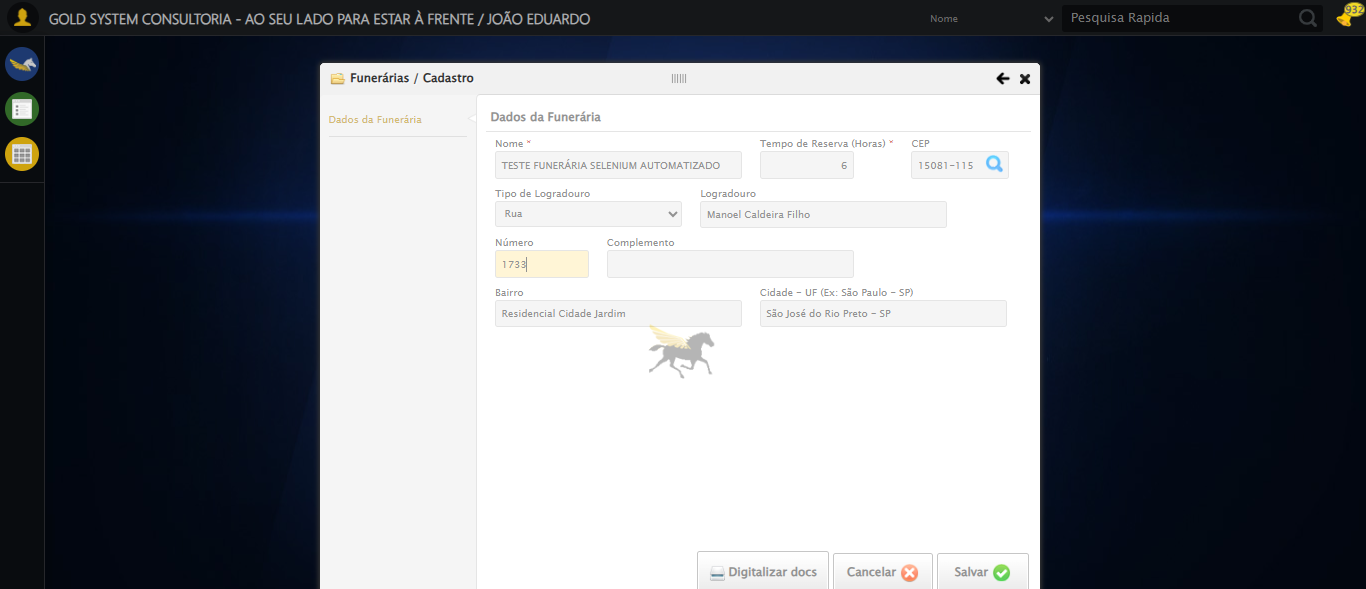 GOLD SYSTEM CONSULTORIA - AO SEU LADO PARA ESTAR À FRENTE / JOÃO EDUARDO
Nome
Pesquisa Rapida
932
Funerárias / Cadastro
Dados da Funerária
Dados da Funerária
Nome *
Tempo de Reserva (Horas) *
CEP
TESTE FUNERÁRIA SELENIUM AUTOMATIZADO
6
15081-115
Tipo de Logradouro
Logradouro
Rua
Manoel Caldeira Filho
Número
Complemento
1733
Bairro
Cidade - UF (Ex: São Paulo - SP)
Residencial Cidade Jardim
São José do Rio Preto - SP
Digitalizar docs
Cancelar
Salvar